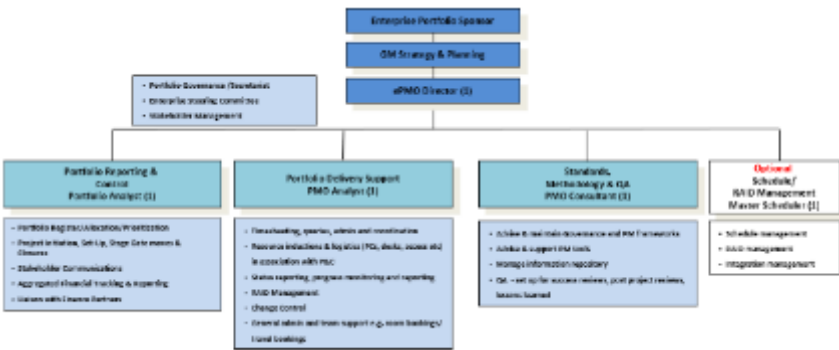 Enterprise Portfolio Sponsor
GM Strategy & Planning
ePMO Director (1)
• Portfolio Governance /Secretariat
• Enterprise Steering Committee
• Stakeholder Management
Portfolio Reporting &
Control
Portfolio Analyst (1)
• Portfolio Register/Allocation/Prioritization
• Project Initiation, Set-Up, Stage Gate ways &
Closure
• Stakeholder Communications
• Aggregated Financial Tracking & Reporting
• Liaison with Finance Partners
Portfolio Delivery Support
PMO Analyst (1)
• Timesheeting, queries, admin and coordination
• Resource inductions & logistics (PCs, desks, access etc)
in association with P&C
• Status reporting, progress monitoring and reporting
• RAID Management
• Change Control
• General admin and team support e.g. room bookings/
travel bookings
Standards,
Methodology & QA
PMO Consultant (1)
• Advise & maintain Governance and PM frameworks
• Advise & support PM tools
• Manage information repository
• QA – set up for success reviews, post project reviews,
lessons learned
Optional
Schedule/
RAID Management
Master Scheduler (1)
• Schedule management
• RAID management
• Integration management